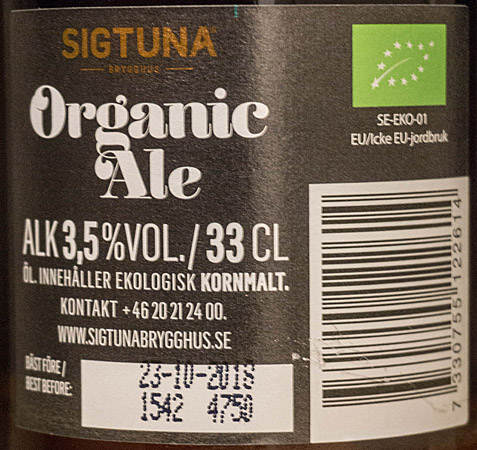 SIGTUNA
BRYGGHUS
Organic
Ale
ALK 3,5%VOL./33 CL
ÖL. INNEHÅLLER EKOLOGISK KORNMALT.
KONTAKT +46 20 21 24 00.
WWW.SIGTUNABRYGGHUS.SE
BÄST FÖRE /
BEST BEFORE:
23-10-2018
1542 4750
SE-EKO-01
EU/Icke EU-jordbruk
7 330755 122614